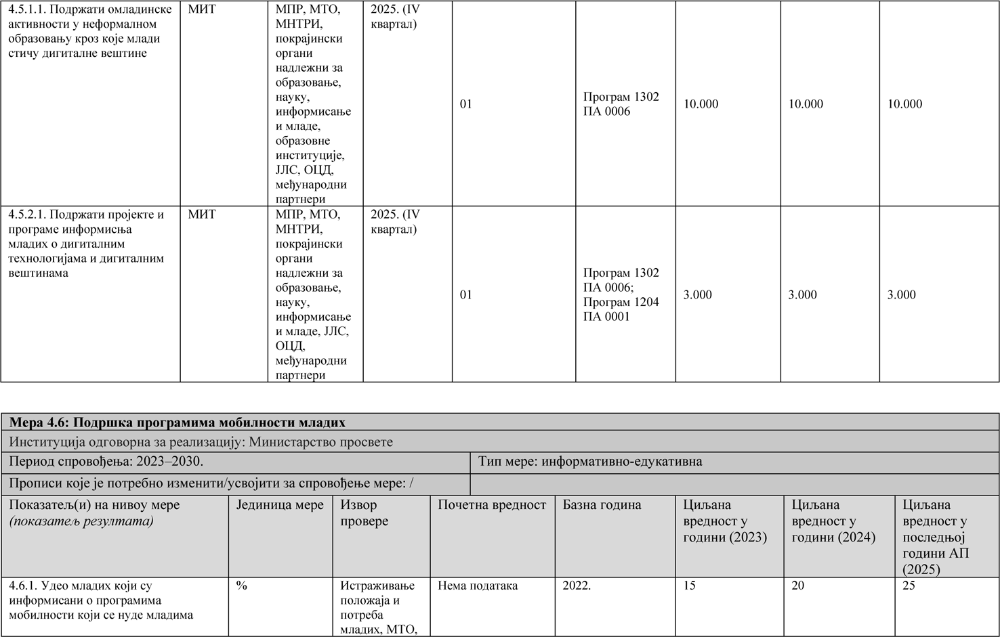 4.5.1.1. Подржати омладинске
активности у неформалном
образовању кроз које млади
стичу дигиталне вештине
МИТ
МПР, МТО,
МНТРИ,
покрајински
органи
надлежни за
образовање,
науку,
информисање
и младе,
образовне
институције,
ЈЛС, ОЦД,
међународни
партнери
2025. (IV
квартал)
01
Програм 1302
ПА 0006
10.000
10.000
10.000
4.5.2.1. Подржати пројекте и
програме информисња
младих о дигиталним
технологијама и дигиталним
вештинама
МИТ
МПР, МТО,
МНТРИ,
покрајински
органи
надлежни за
образовање,
науку,
информисање
и младе, ЈЛС,
ОЦД,
међународни
партнери
2025. (IV
квартал)
01
Програм 1302
ПА 0006;
Програм 1204
ПА 0001
3.000
3.000
3.000
Мера 4.6: Подршка програмима мобилности младих
Институција одговорна за реализацију: Министарство просвете
Период спровођења: 2023–2030.
Тип мере: информативно-едукативна
Прописи које је потребно изменити/усвојити за спровођење мере: /
Показатељ(и) на нивоу мере
(показатељ резултата)
Јединица мере
Извор
провере
Почетна вредност
Базна година
Циљана
вредност у
години (2023)
Циљана
вредност у
години (2024)
Циљана
вредност у
последњој
години АП
(2025)
4.6.1. Удео младих који су
информисани о програмима
мобилности који се нуде младима
%
Истраживање
положаја и
потреба
младих, МТО,
Нема података
2022.
15
20
25